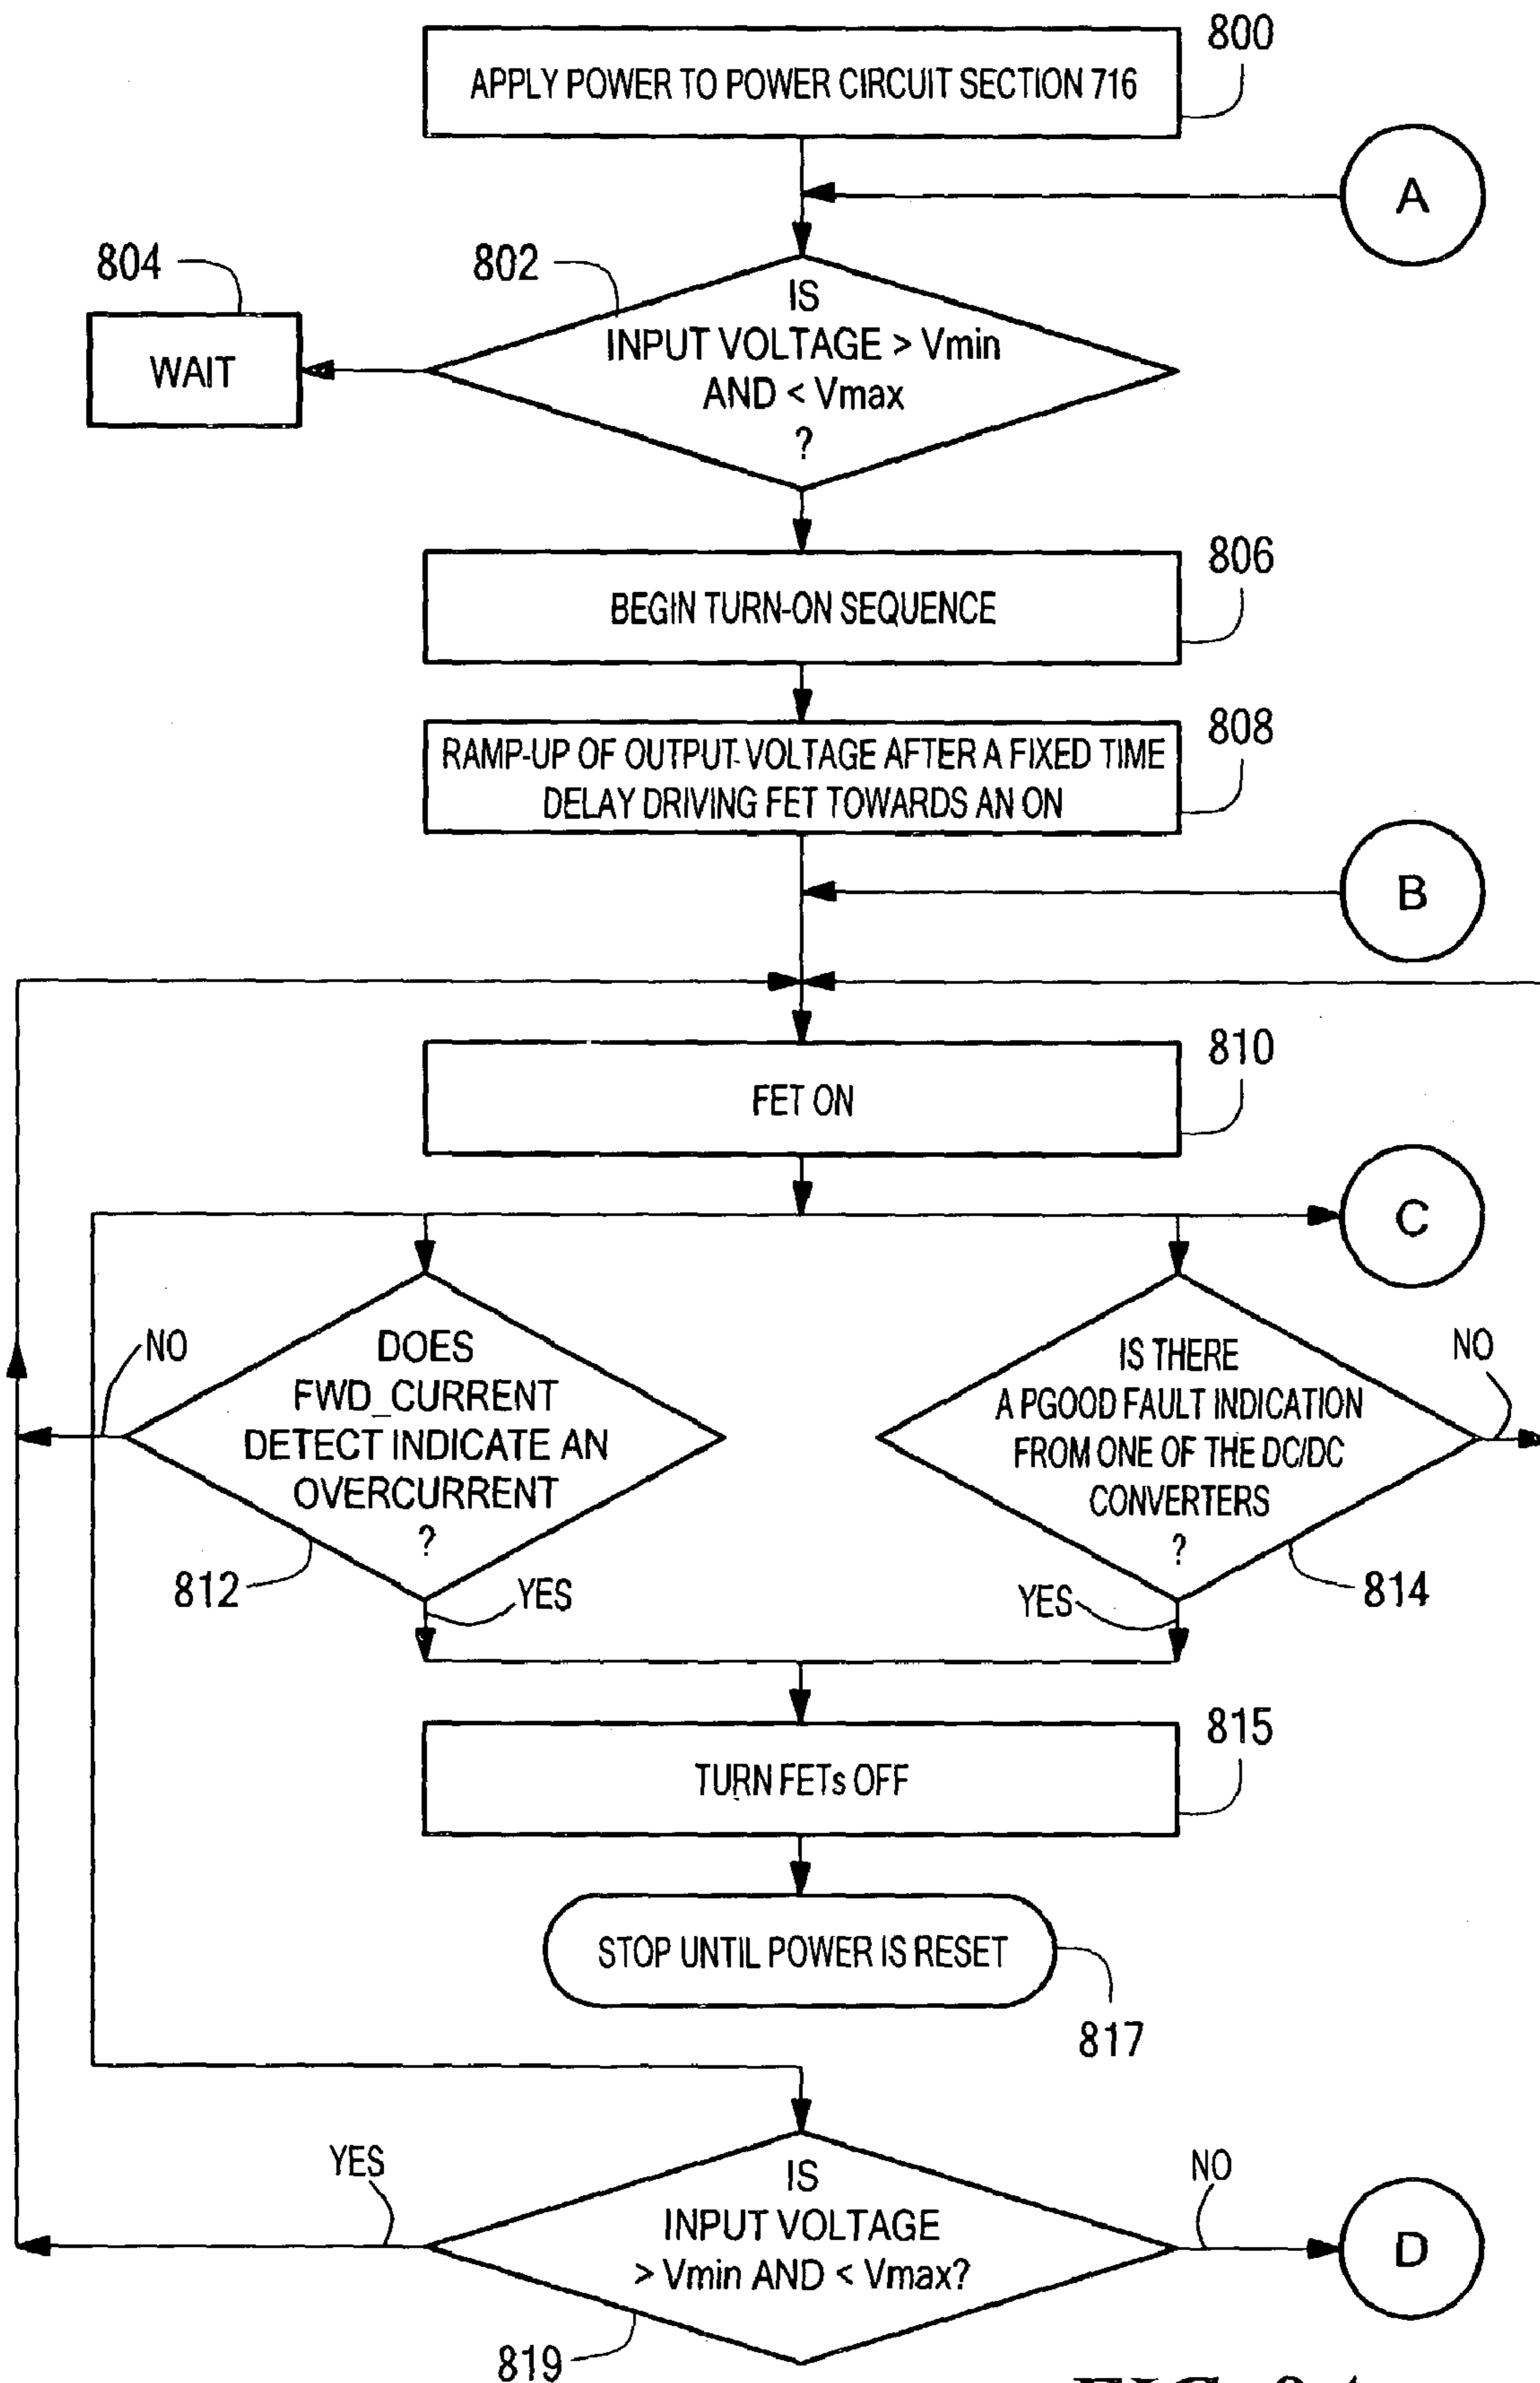 800
APPLY POWER TO POWER CIRCUIT SECTION 716
A
804
802
WAIT
IS
INPUT VOLTAGE > Vmin
AND < Vmax
?
806
BEGIN TURN-ON SEQUENCE
808
RAMP-UP OF OUTPUT VOLTAGE AFTER A FIXED TIME
DELAY DRIVING FET TOWARDS AN ON
B
810
FET ON
C
NO
DOES
FWD_CURRENT
DETECT INDICATE AN
OVERCURRENT
?
812
YES
IS THERE
A PGOOD FAULT INDICATION
FROM ONE OF THE DC/DC
CONVERTERS
?
NO
YES
814
815
TURN FETs OFF
STOP UNTIL POWER IS RESET
817
YES
IS
INPUT VOLTAGE
> Vmin AND < Vmax?
NO
D
819